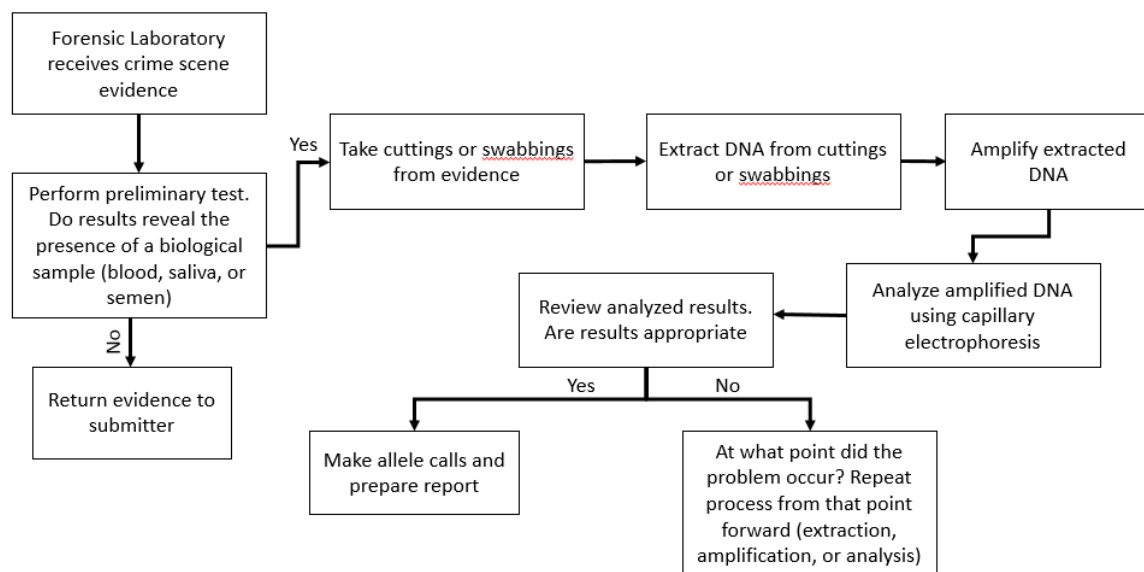 Forensic Laboratory
receives crime scene
evidence
Perform preliminary test.
Do results reveal the
presence of a biological
sample (blood, saliva, or
semen)
Yes
No
Return evidence to
submitter
Take cuttings or swabbings
from evidence
Extract DNA from cuttings
or swabbings
Amplify extracted
DNA
Analyze amplified DNA
using capillary
electrophoresis
Review analyzed results.
Are results appropriate
Yes
No
Make allele calls and
prepare report
At what point did the
problem occur? Repeat
process from that point
forward (extraction,
amplification, or analysis)